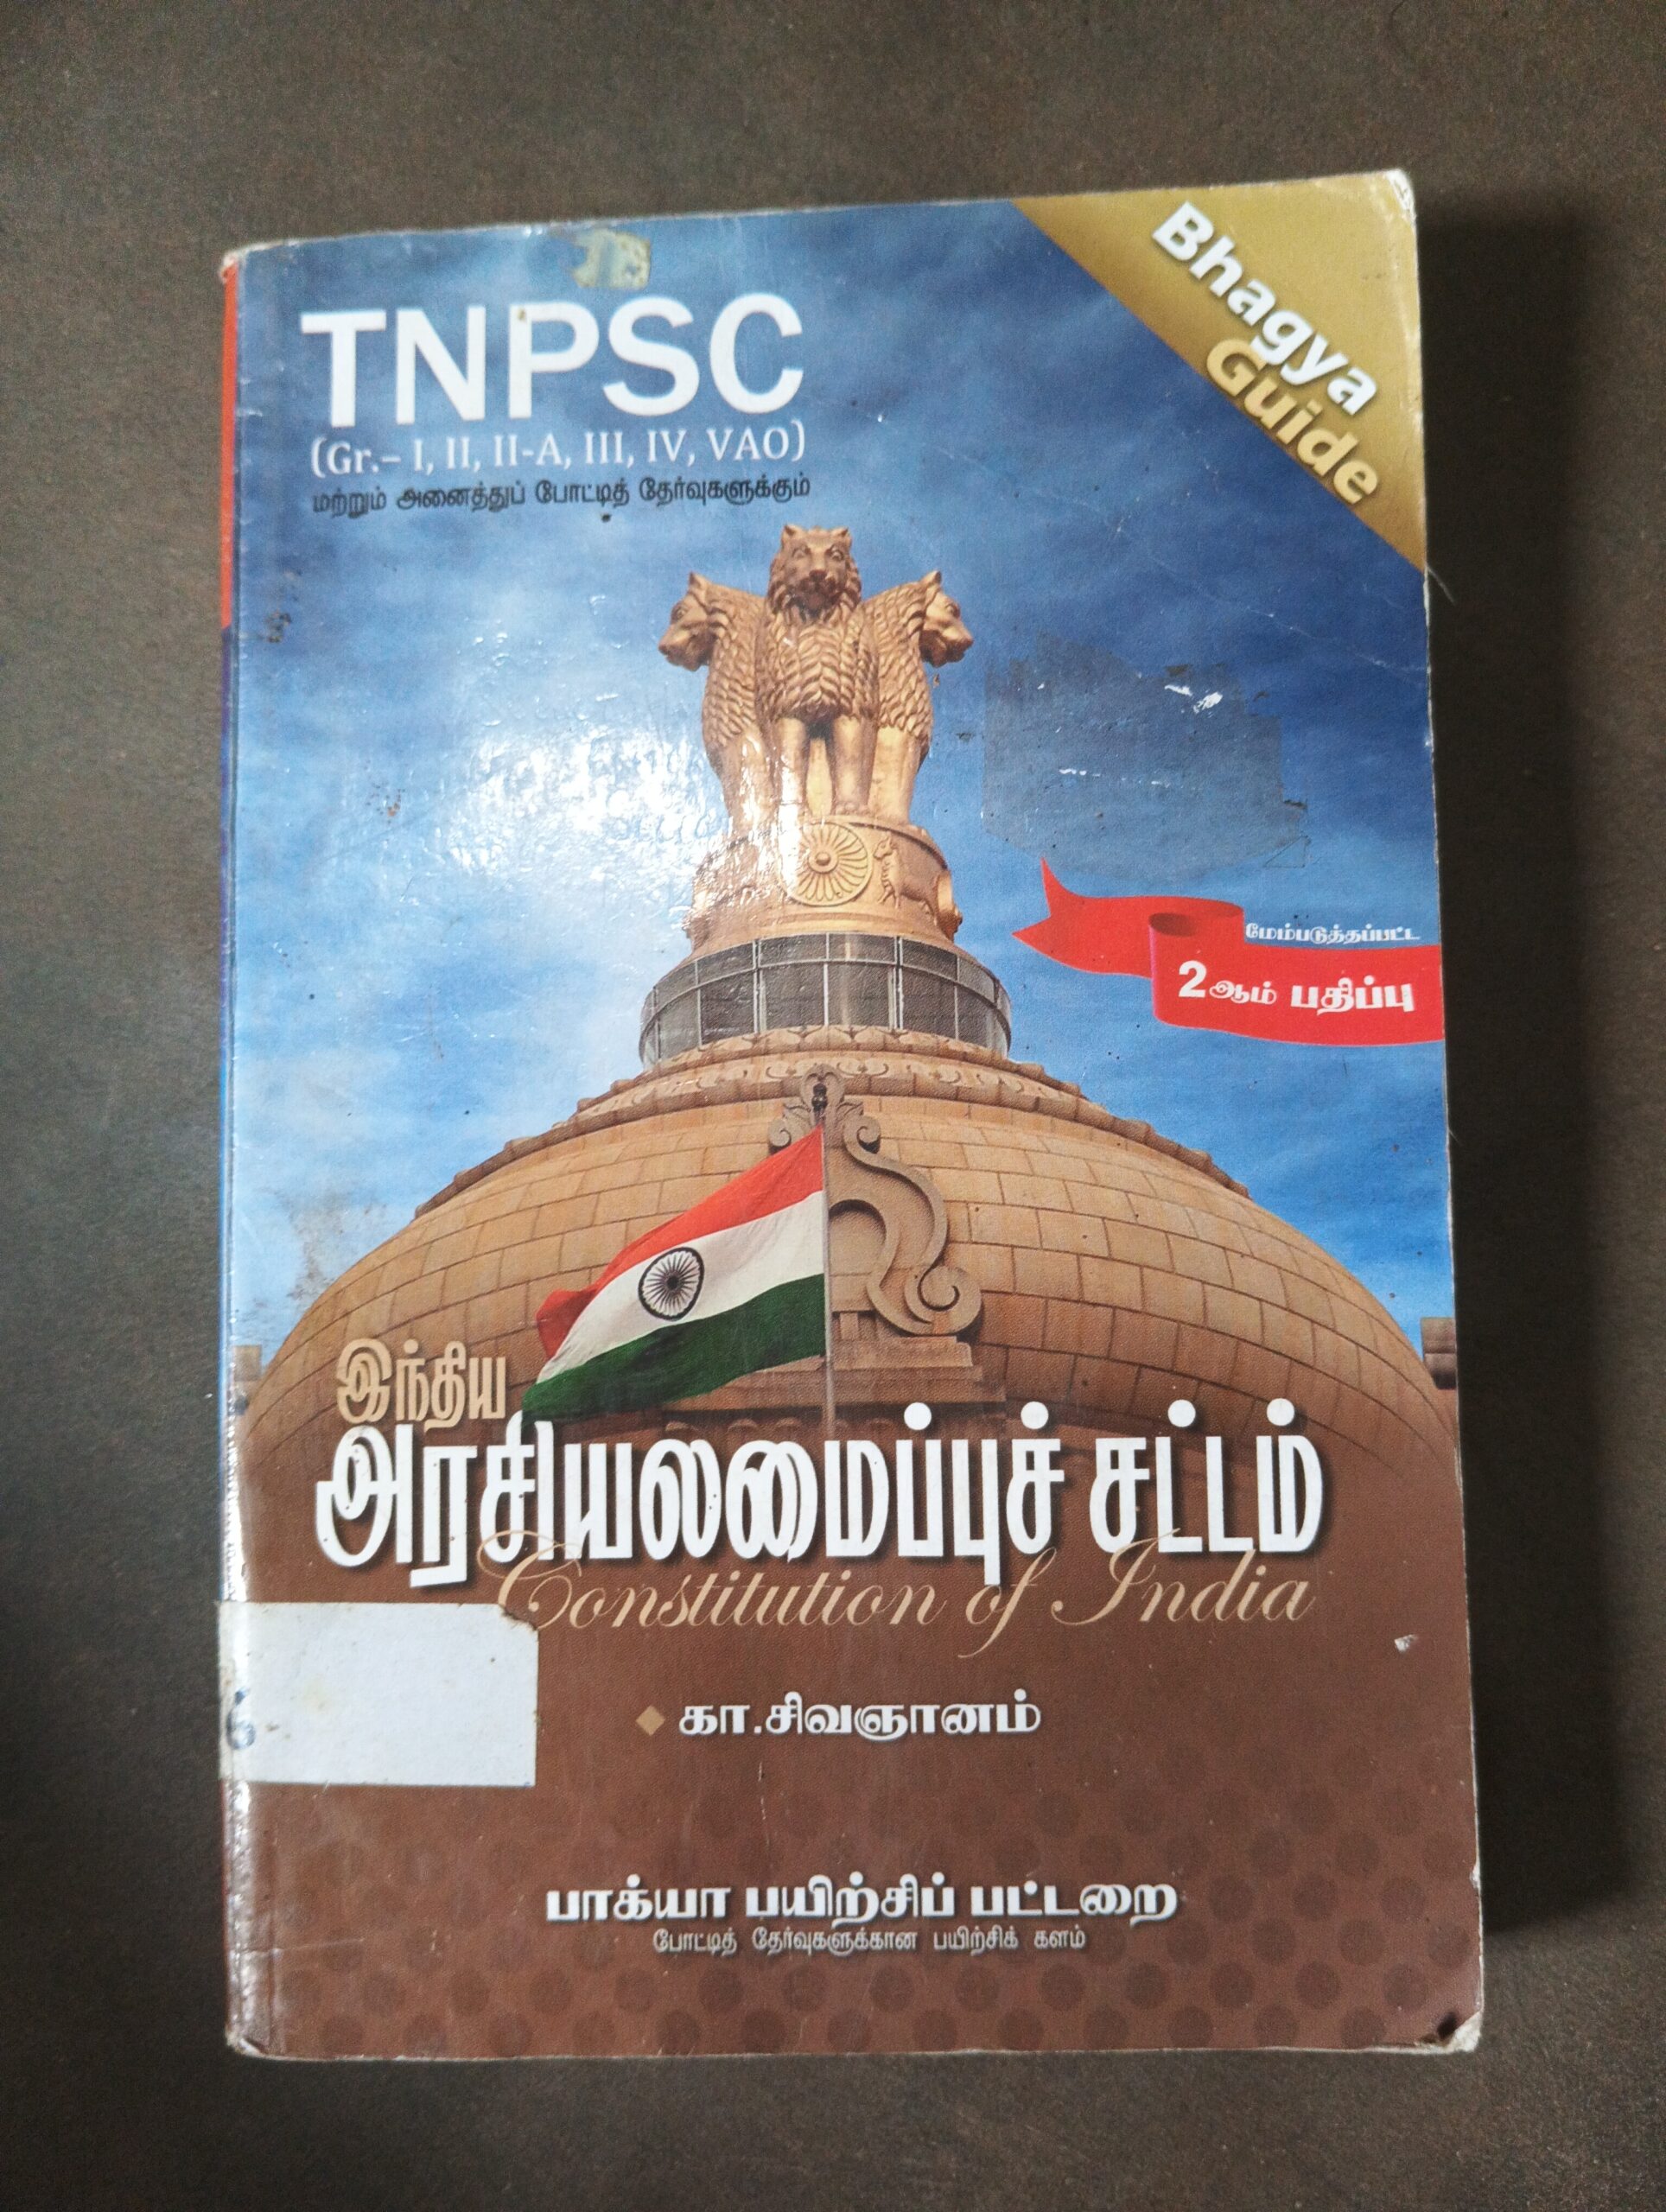 Bhagya
Guide
TNPSC
(Gr.– I, II, II-A, III, IV, VAO)
மற்றும் அனைத்துப் போட்டித் தேர்வுகளுக்கும்
மேம்படுத்தப்பட்ட
2ஆம் பதிப்பு
இந்திய
அரசியலமைப்புச் சட்டம்
Constitution of India
கா.சிவஞானம்
பாக்யா பயிற்சிப் பட்டறை
போட்டித் தேர்வுகளுக்கான பயிற்சிக் களம்